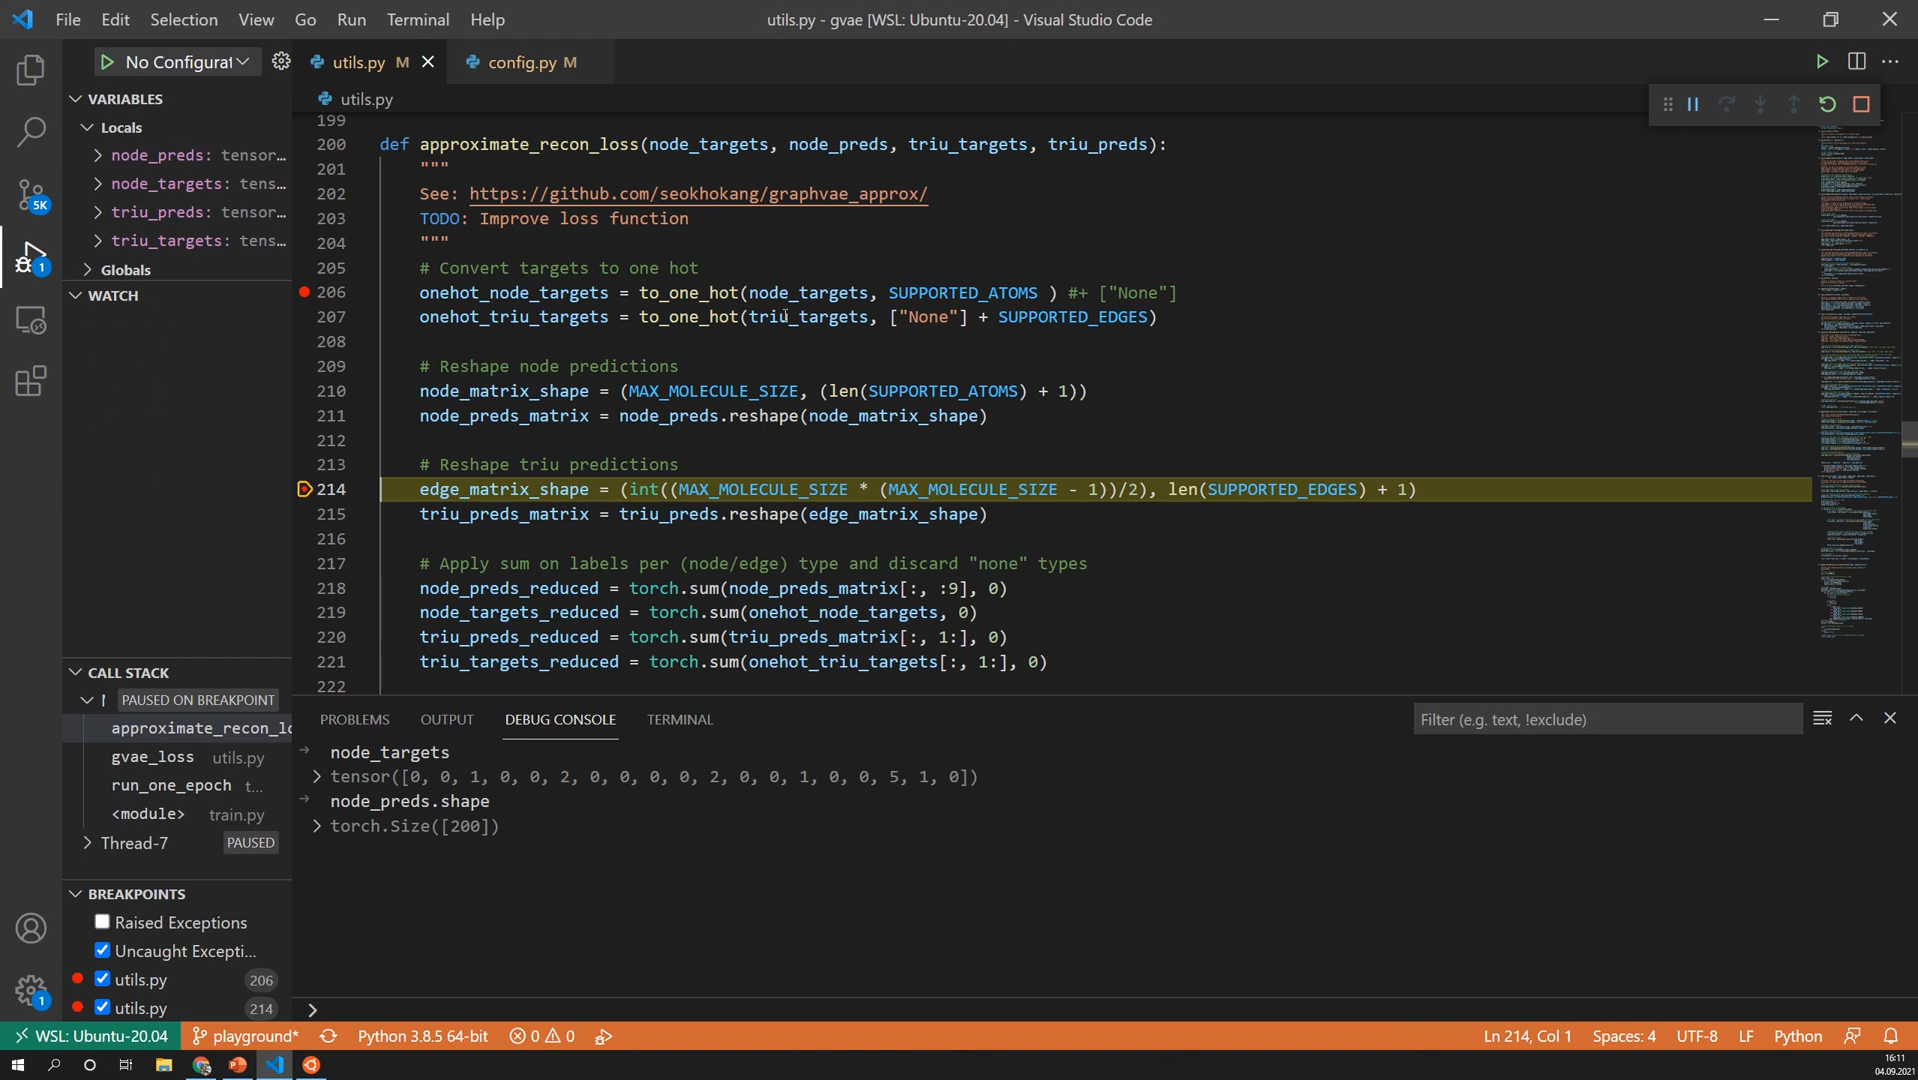 File Edit Selection View Go Run Terminal Help
utils.py - gvae [WSL: Ubuntu-20.04] - Visual Studio Code
No Configurat
utils.py M
config.py M
utils.py
VARIABLES
Locals
node_preds: tensor...
node_targets: tens...
triu_preds: tensor...
triu_targets: tens...
Globals
WATCH
5K
1
199
200 def approximate_recon_loss(node_targets, node_preds, triu_targets, triu_preds):
201 """
202 See: https://github.com/seokhokang/graphvae_approx/
203 TODO: Improve loss function
204 """
205 # Convert targets to one hot
206 onehot_node_targets = to_one_hot(node_targets, SUPPORTED_ATOMS ) #+ ["None"]
207 onehot_triu_targets = to_one_hot(triu_targets, ["None"] + SUPPORTED_EDGES)
208
209 # Reshape node predictions
210 node_matrix_shape = (MAX_MOLECULE_SIZE, (len(SUPPORTED_ATOMS) + 1))
211 node_preds_matrix = node_preds.reshape(node_matrix_shape)
212
213 # Reshape triu predictions
214 edge_matrix_shape = (int((MAX_MOLECULE_SIZE * (MAX_MOLECULE_SIZE - 1))/2), len(SUPPORTED_EDGES) + 1)
215 triu_preds_matrix = triu_preds.reshape(edge_matrix_shape)
216
217 # Apply sum on labels per (node/edge) type and discard "none" types
218 node_preds_reduced = torch.sum(node_preds_matrix[:, :9], 0)
219 node_targets_reduced = torch.sum(onehot_node_targets, 0)
220 triu_preds_reduced = torch.sum(triu_preds_matrix[:, 1:], 0)
221 triu_targets_reduced = torch.sum(onehot_triu_targets[:, 1:], 0)
222
CALL STACK
PAUSED ON BREAKPOINT
approximate_recon_lo
gvae_loss utils.py
run_one_epoch t...
<module> train.py
Thread-7 PAUSED
BREAKPOINTS
Raised Exceptions
Uncaught Excepti...
utils.py 206
utils.py 214
1
PROBLEMS OUTPUT DEBUG CONSOLE TERMINAL
Filter (e.g. text, !exclude)
node_targets
tensor([0, 0, 1, 0, 0, 2, 0, 0, 0, 0, 2, 0, 0, 1, 0, 0, 5, 1, 0])
node_preds.shape
torch.Size([200])
WSL: Ubuntu-20.04 playground* Python 3.8.5 64-bit 0 0 Ln 214, Col 1 Spaces: 4 UTF-8 LF Python
16:11
04.09.2021